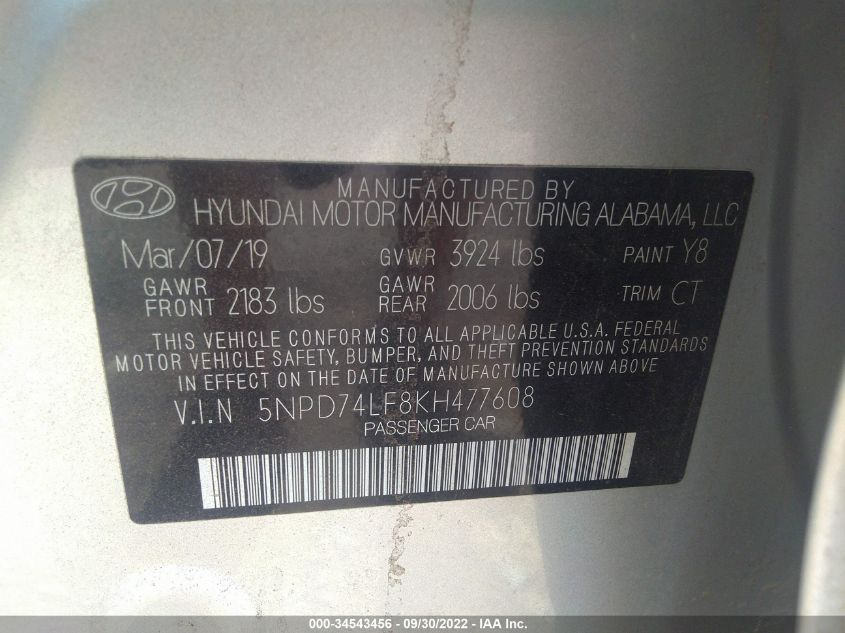 MANUFACTURED BY
HYUNDAI MOTOR MANUFACTURING ALABAMA, LLC
Mar/07/19 GVWR 3924 lbs PAINT Y8
GAWR FRONT 2183 lbs GAWR REAR 2006 lbs TRIM CT
THIS VEHICLE CONFORMS TO ALL APPLICABLE U.S.A. FEDERAL
MOTOR VEHICLE SAFETY, BUMPER, AND THEFT PREVENTION STANDARDS
IN EFFECT ON THE DATE OF MANUFACTURE SHOWN ABOVE
V.I.N 5NPD74LF8KH477608
PASSENGER CAR
000-34543456 - 09/30/2022 - IAA Inc.